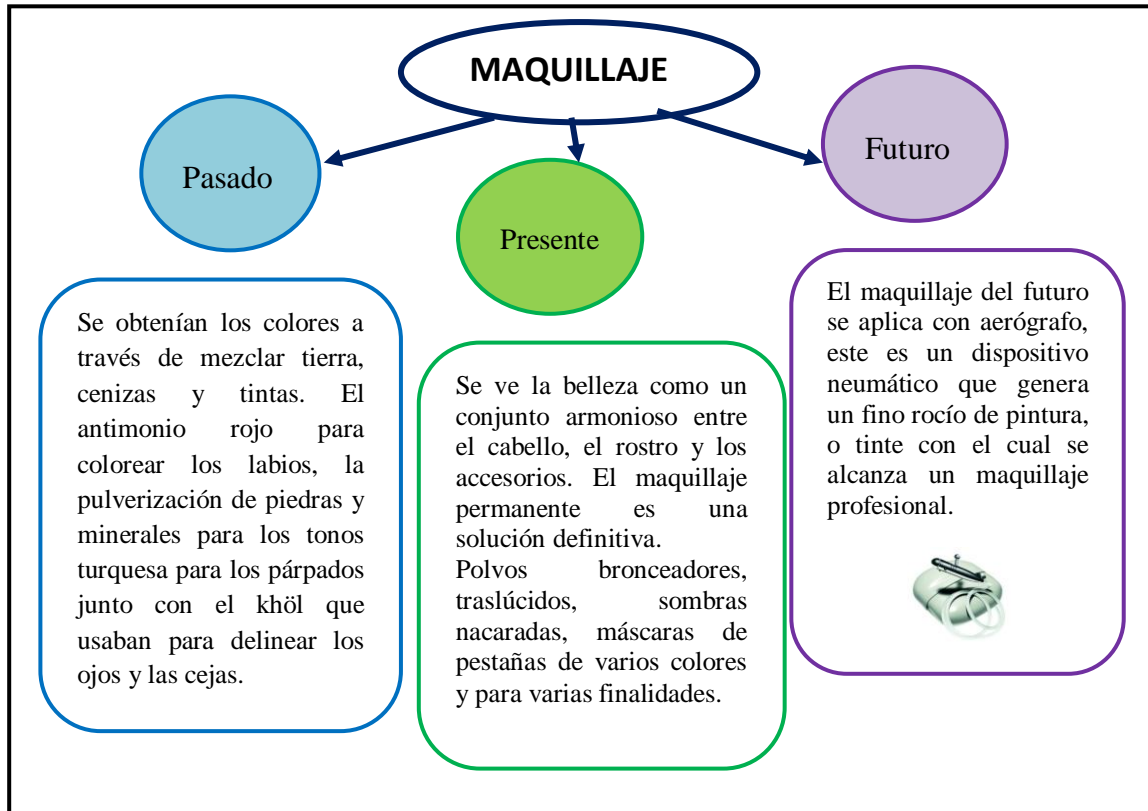 MAQUILLAJE
Pasado
Presente
Futuro
Se obtenían los colores a
través de mezclar tierra,
cenizas y tintas. El
antimonio rojo para
colorear los labios, la
pulverización de piedras y
minerales para los tonos
turquesa para los párpados
junto con el khöl que
usaban para delinear los
ojos y las cejas.
Se ve la belleza como un
conjunto armonioso entre
el cabello, el rostro y los
accesorios. El maquillaje
permanente es una
solución definitiva.
Polvos bronceadores,
traslúcidos, sombras
nacaradas, máscaras de
pestañas de varios colores
y para varias finalidades.
El maquillaje del futuro
se aplica con aerógrafo,
este es un dispositivo
neumático que genera
un fino rocío de pintura,
o tinte con el cual se
alcanza un maquillaje
profesional.